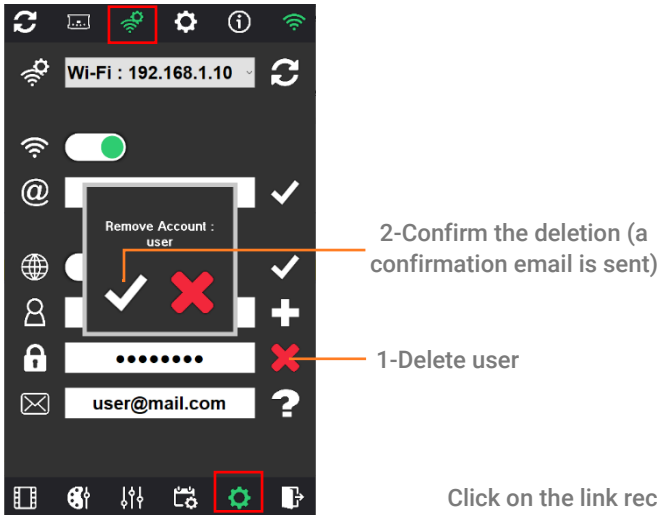 Wi-Fi : 192.168.1.10
Remove Account :
user
2-Confirm the deletion (a
confirmation email is sent)
1-Delete user
user@mail.com
Click on the link rec